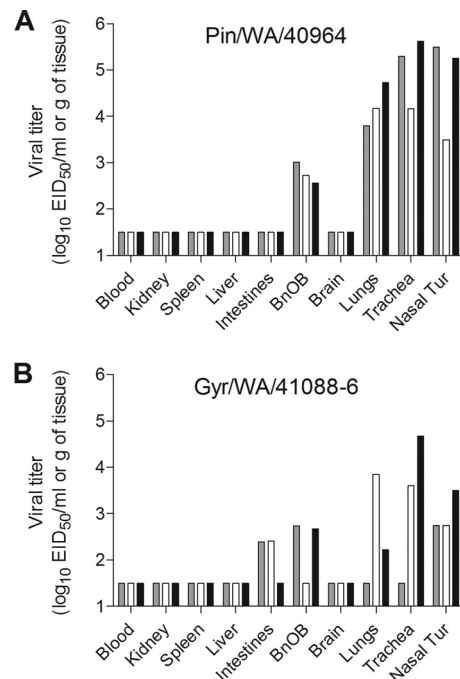 A
Pin/WA/40964
Viral titer
(log10 EID50/ml or g of tissue)
6
5
4
3
2
1
Blood
Kidney
Spleen
Liver
Intestines
BnOB
Brain
Lungs
Trachea
Nasal Tur
B
Gyr/WA/41088-6
Viral titer
(log10 EID50/ml or g of tissue)
6
5
4
3
2
1
Blood
Kidney
Spleen
Liver
Intestines
BnOB
Brain
Lungs
Trachea
Nasal Tur